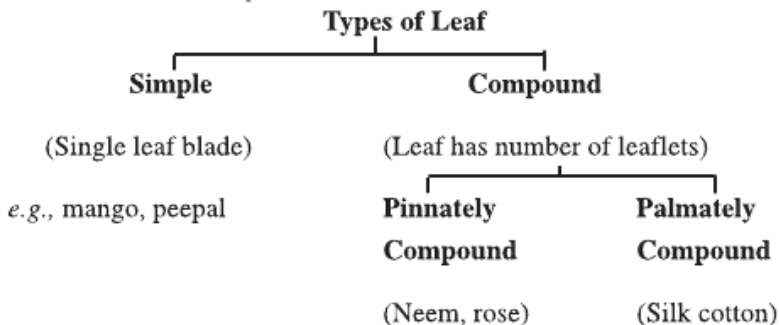 Types of Leaf
Simple Compound
(Single leaf blade) (Leaf has number of leaflets)
e.g., mango, peepal Pinnately Palmately
Compound Compound
(Neem, rose) (Silk cotton)